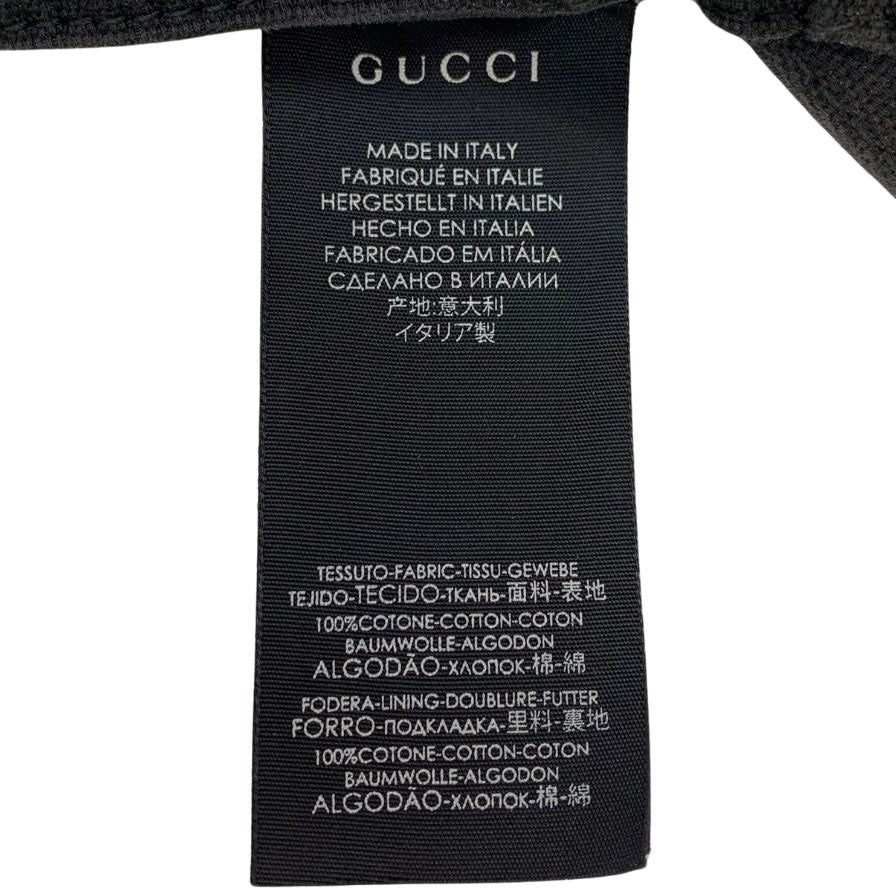 GUCCI
MADE IN ITALY
FABRIQUÉ EN ITALIE
HERGESTELLT IN ITALIEN
HECHO EN ITALIA
FABRICADO EM ITÁLIA
СДЕЛАНО В ИТАЛИИ
产地:意大利
イタリア製
TESSUTO-FABRIC-TISSU-GEWEBE
TEJIDO-TECIDO-ТКАНЬ-面料-表地
100%COTONE-COTTON-COTON
BAUMWOLLE-ALGODON
ALGODÃO-ХЛОПОК-棉-綿
FODERA-LINING-DOUBLURE-FUTTER
FORRO-ПОДКЛАДКА-里料-裏地
100%COTONE-COTTON-COTON
BAUMWOLLE-ALGODON
ALGODÃO-ХЛОПОК-棉-綿